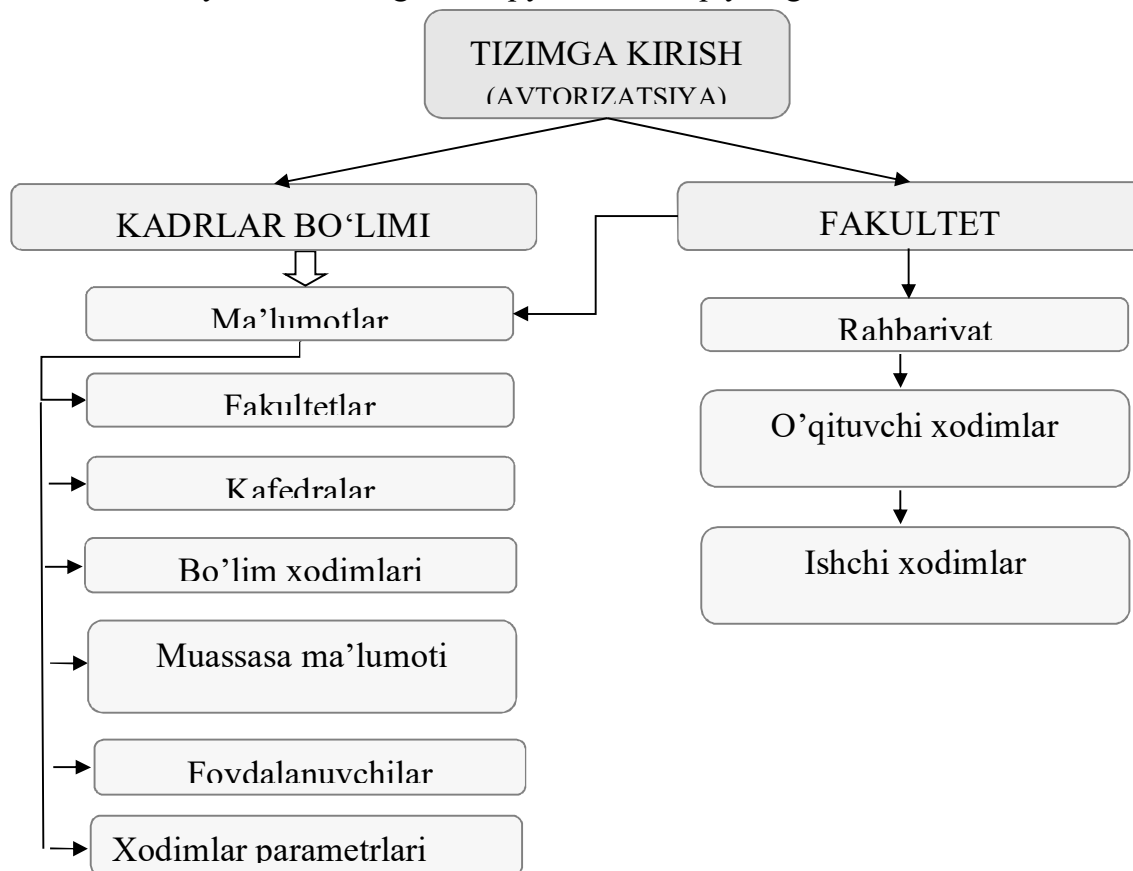 TIZIMGA KIRISH
(AVTORIZATSIYA)
KADRLAR BO‘LIMI
FAKULTET
Ma’lumotlar
Rahbariyat
Fakultetlar
O’qituvchi xodimlar
Kafedralar
Bo’lim xodimlari
Ishchi xodimlar
Muassasa ma’lumoti
Foydalanuvchilar
Xodimlar parametrlari